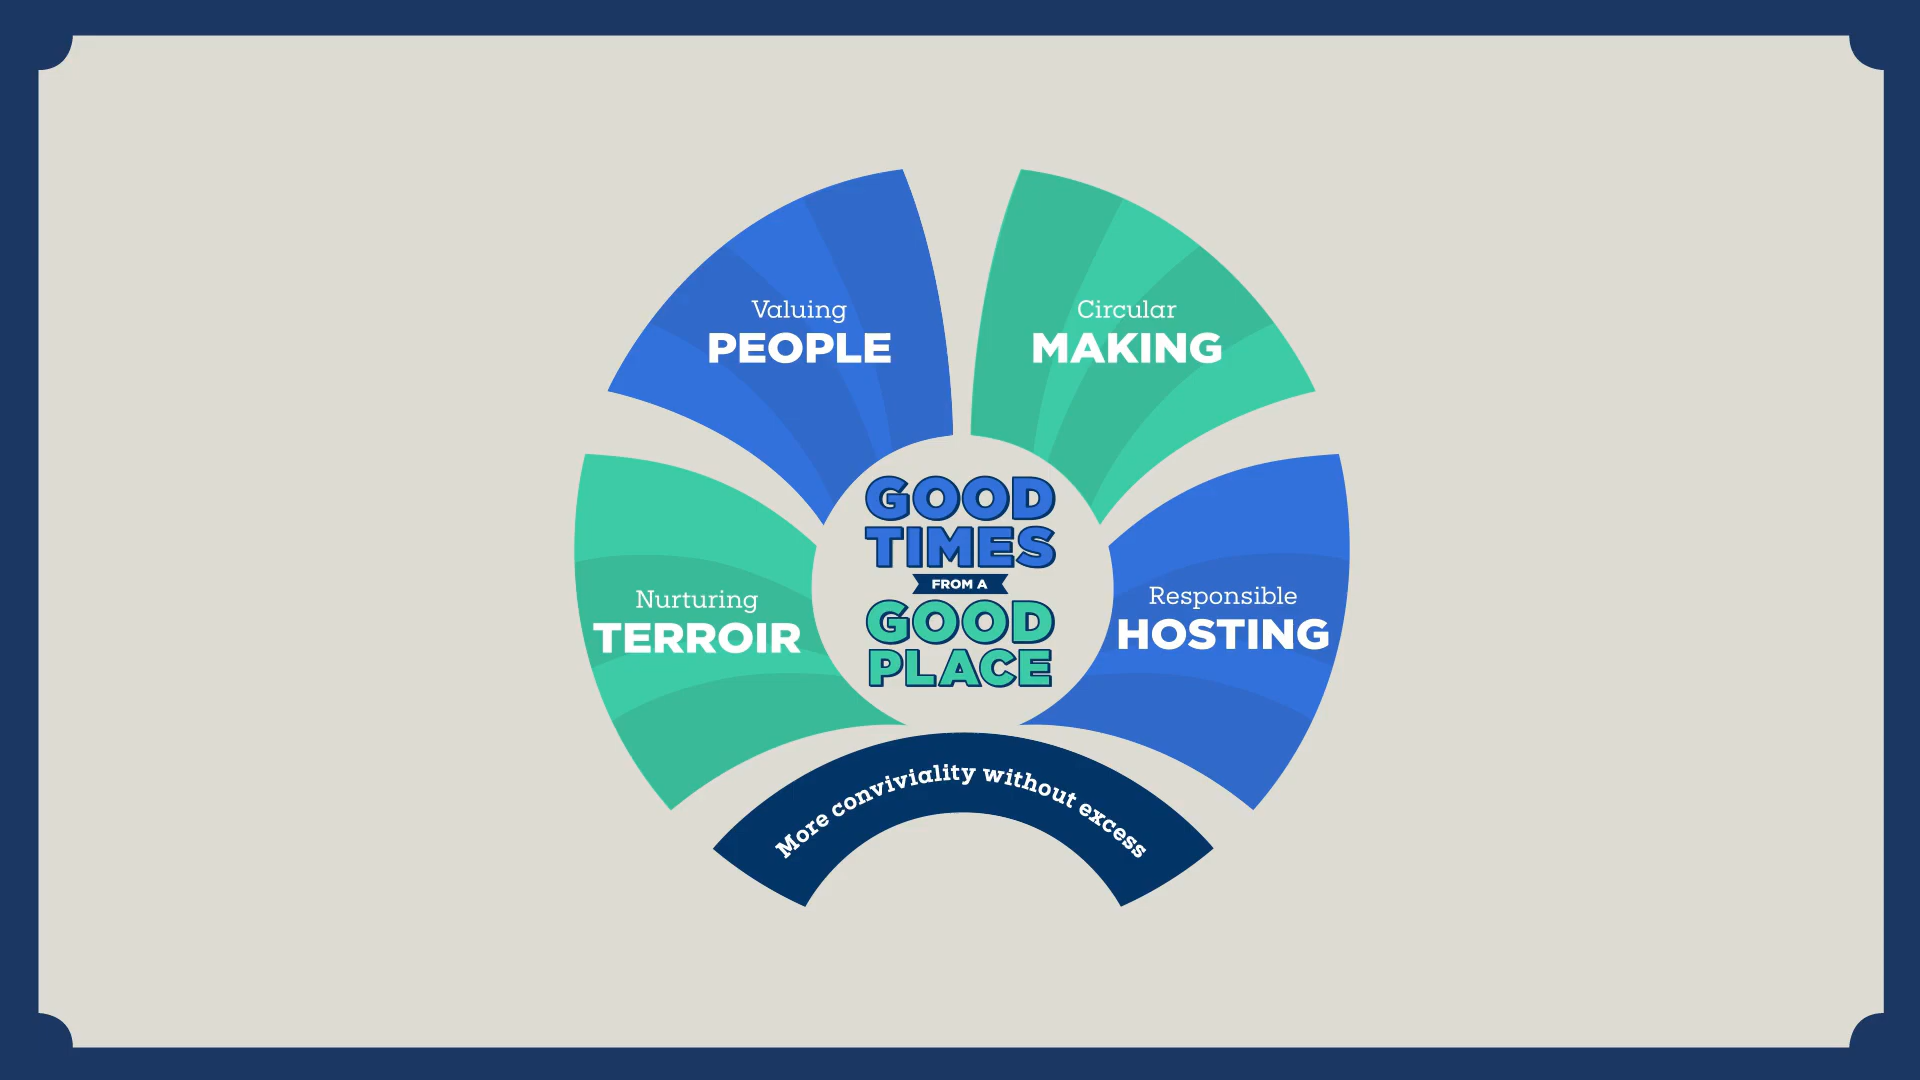 Valuing
PEOPLE
Circular
MAKING
Nurturing
TERROIR
GOOD
TIMES
FROM A
GOOD
PLACE
Responsible
HOSTING
More conviviality without excess